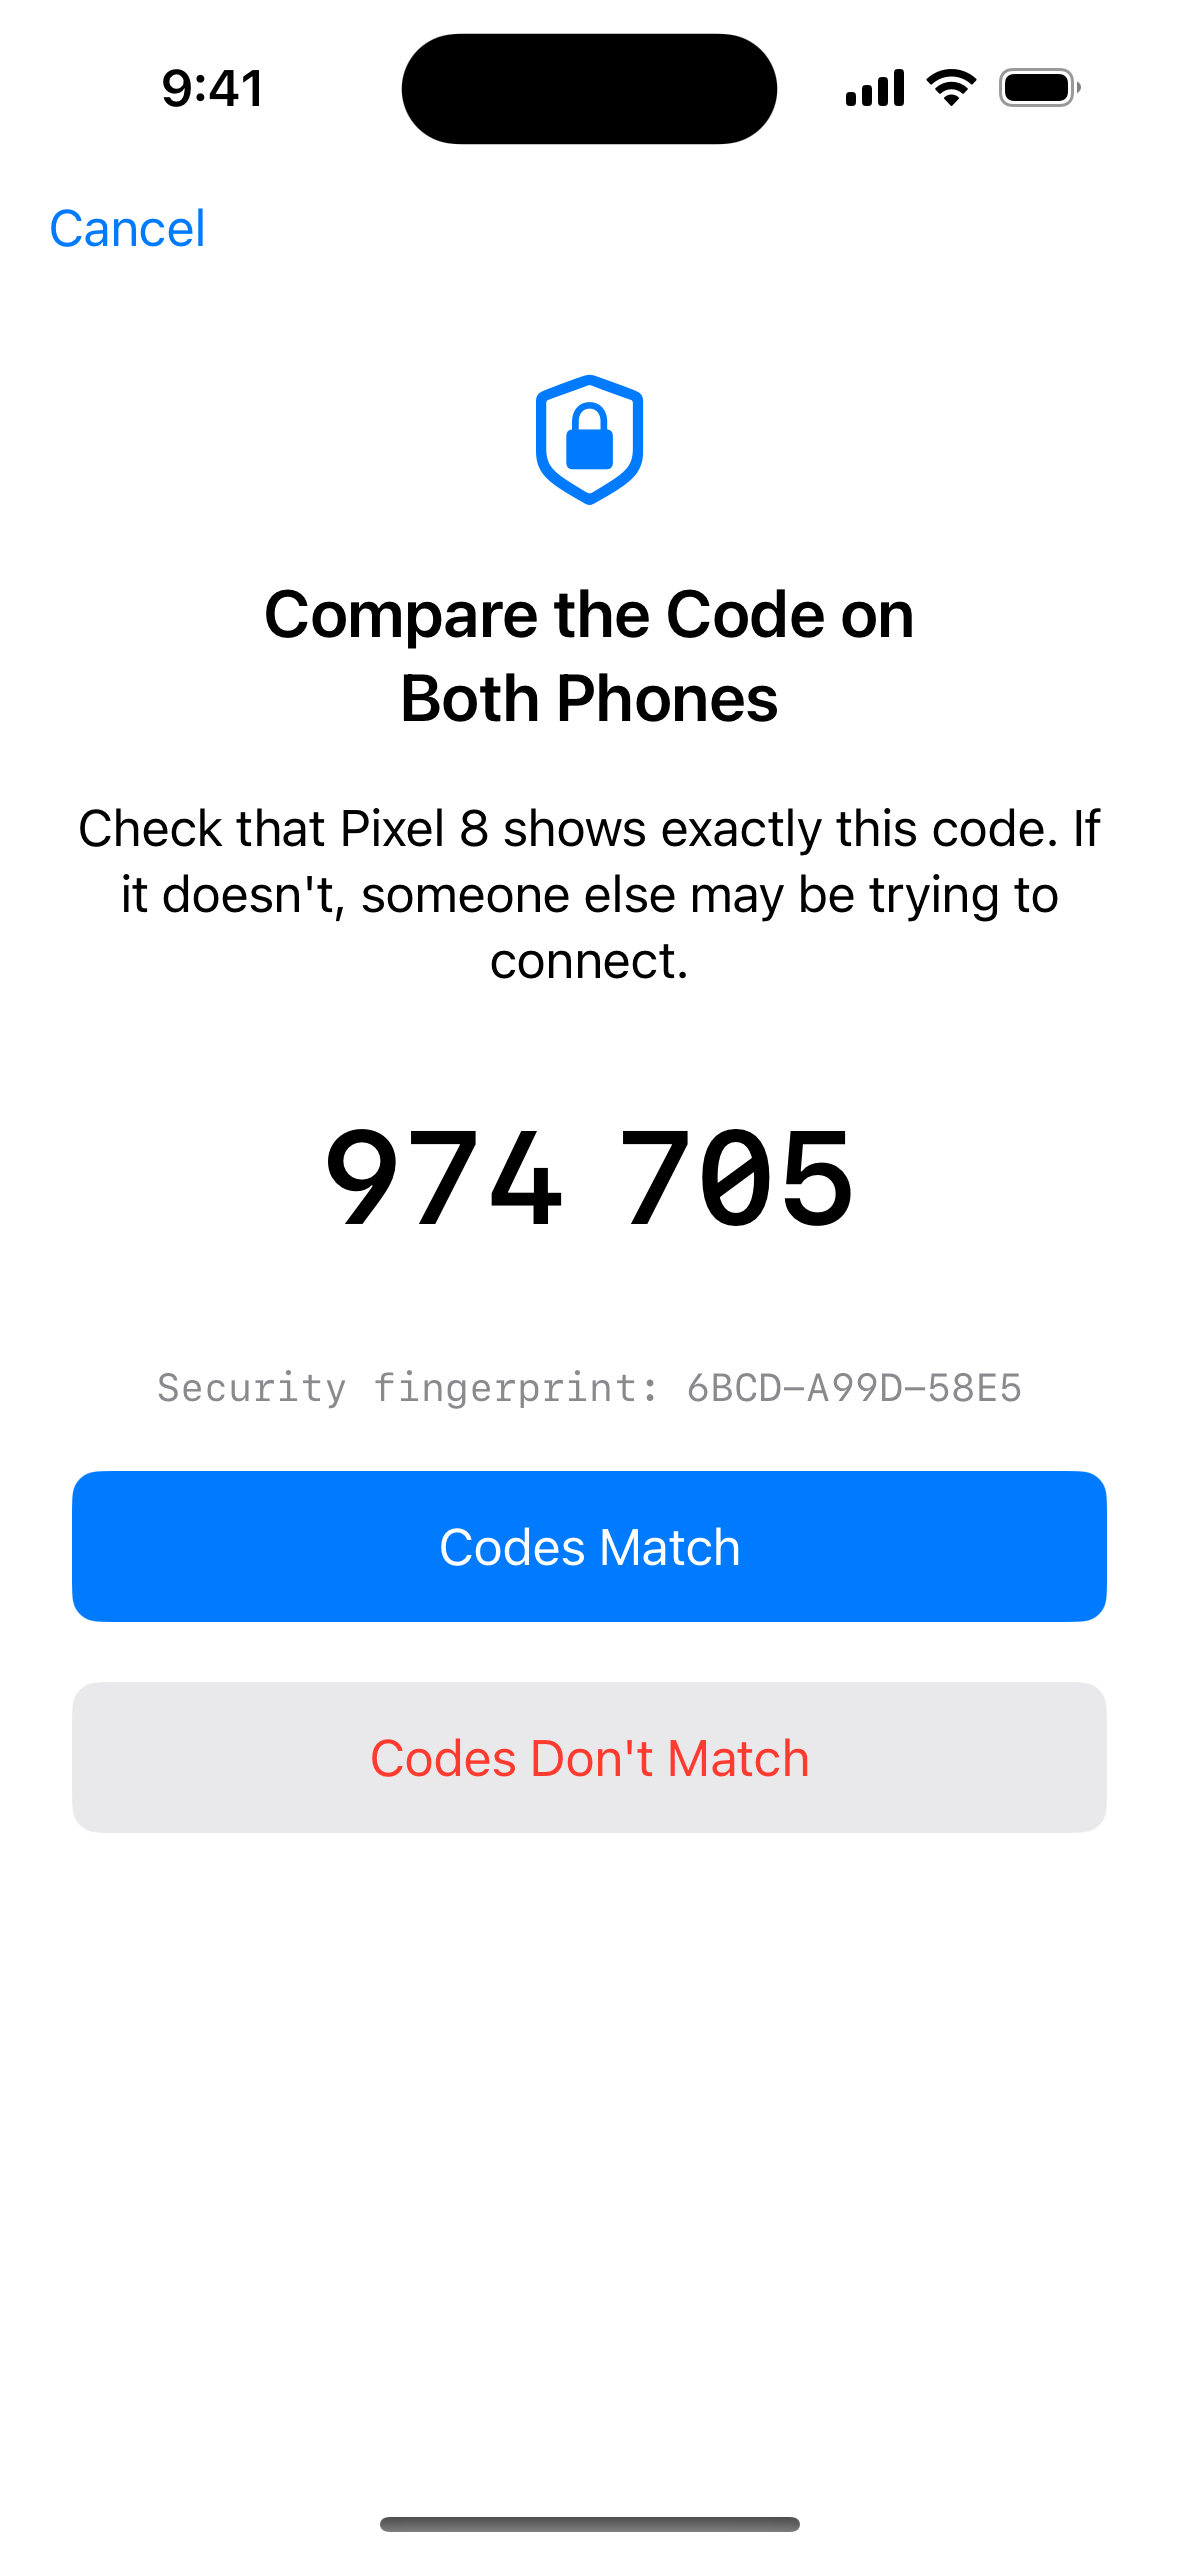 9:41
Cancel
Compare the Code on
Both Phones
Check that Pixel 8 shows exactly this code. If
it doesn't, someone else may be trying to
connect.
974 705
Security fingerprint: 6BCD–A99D–58E5
Codes Match
Codes Don't Match